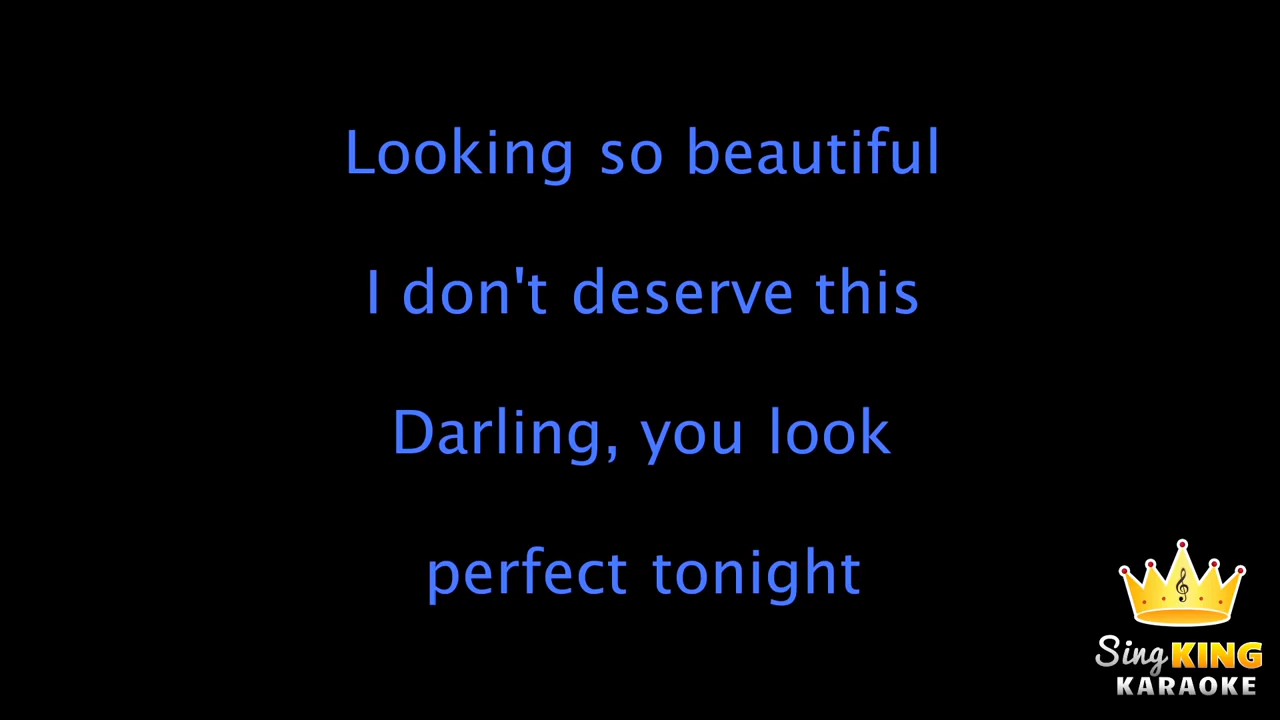 Looking so beautiful
I don't deserve this
Darling, you look
perfect tonight
Sing KING
KARAOKE